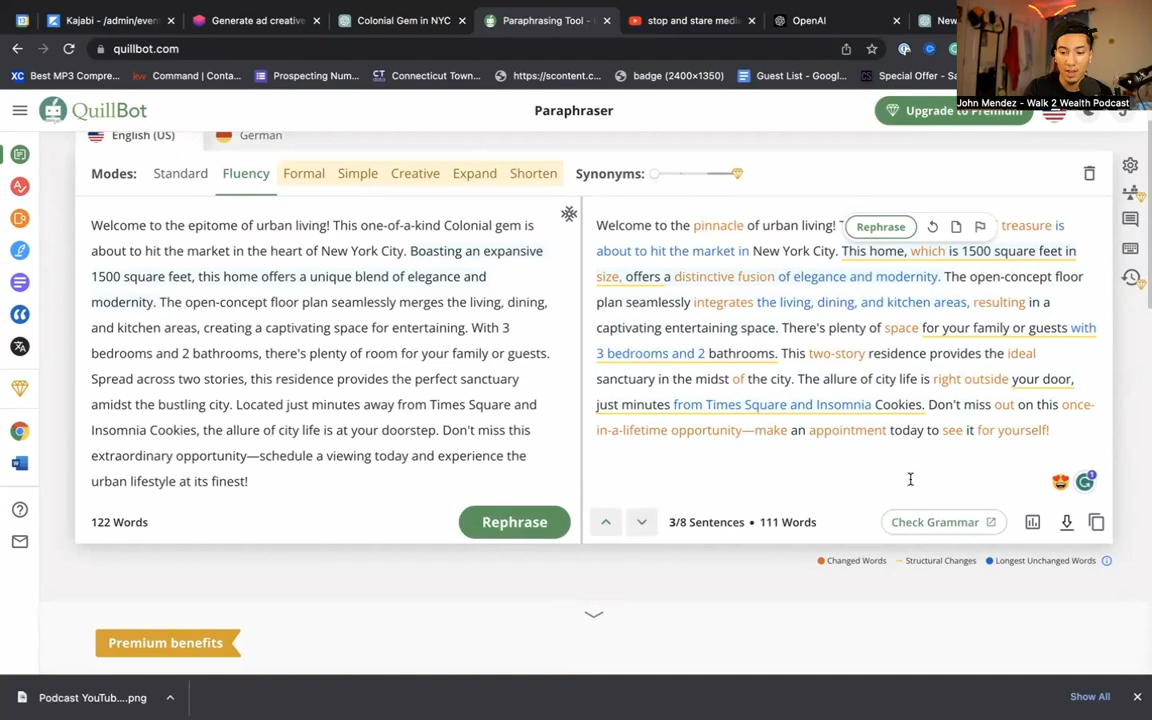 Kajabi - /admin/even
Generate ad creative
Colonial Gem in NYC
Paraphrasing Tool - 
stop and stare medi
OpenAI
New
quillbot.com
Best MP3 Compre...
Command | Conta...
Prospecting Num...
Connecticut Town...
https://scontent.c...
badge (2400×1350)
Guest List - Googl...
Special Offer - Sa
John Mendez - Walk 2 Wealth Podcast
QuillBot
Paraphraser
Upgrade to Premium
English (US)
German
Modes: Standard Fluency Formal Simple Creative Expand Shorten Synonyms:
Welcome to the epitome of urban living! This one-of-a-kind Colonial gem is
about to hit the market in the heart of New York City. Boasting an expansive
1500 square feet, this home offers a unique blend of elegance and
modernity. The open-concept floor plan seamlessly merges the living, dining,
and kitchen areas, creating a captivating space for entertaining. With 3
bedrooms and 2 bathrooms, there's plenty of room for your family or guests.
Spread across two stories, this residence provides the perfect sanctuary
amidst the bustling city. Located just minutes away from Times Square and
Insomnia Cookies, the allure of city life is at your doorstep. Don't miss this
extraordinary opportunity—schedule a viewing today and experience the
urban lifestyle at its finest!
122 Words
Rephrase
Welcome to the pinnacle of urban living! treasure is
Rephrase
about to hit the market in New York City. This home, which is 1500 square feet in
size, offers a distinctive fusion of elegance and modernity. The open-concept floor
plan seamlessly integrates the living, dining, and kitchen areas, resulting in a
captivating entertaining space. There's plenty of space for your family or guests with
3 bedrooms and 2 bathrooms. This two-story residence provides the ideal
sanctuary in the midst of the city. The allure of city life is right outside your door,
just minutes from Times Square and Insomnia Cookies. Don't miss out on this once-
in-a-lifetime opportunity—make an appointment today to see it for yourself!
3/8 Sentences • 111 Words
Check Grammar
Changed Words
Structural Changes
Longest Unchanged Words
Premium benefits
Podcast YouTub....png
Show All